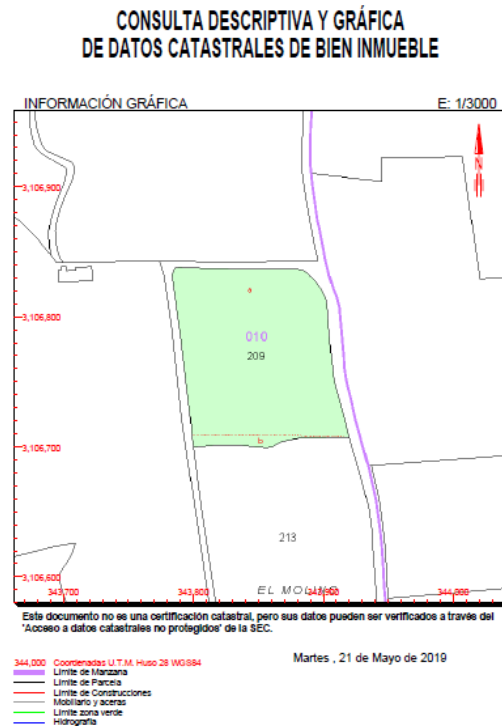 CONSULTA DESCRIPTIVA Y GRÁFICA
DE DATOS CATASTRALES DE BIEN INMUEBLE
INFORMACIÓN GRÁFICA E: 1/3000
N
3,106,900
a
3,106,800
010
209
b
3,106,700
213
3,106,600
343,700 343,800 343,900 344,000
EL MOLINO
Este documento no es una certificación catastral, pero sus datos pueden ser verificados a través del
"Acceso a datos catastrales no protegidos" de la SEC.
344,000 Coordenadas U.T.M. Huso 28 WGS84
Límite de Manzana
Límite de Parcela
Límite de Construcciones
Mobiliario y aceras
Límite zona verde
Hidrografía
Martes , 21 de Mayo de 2019